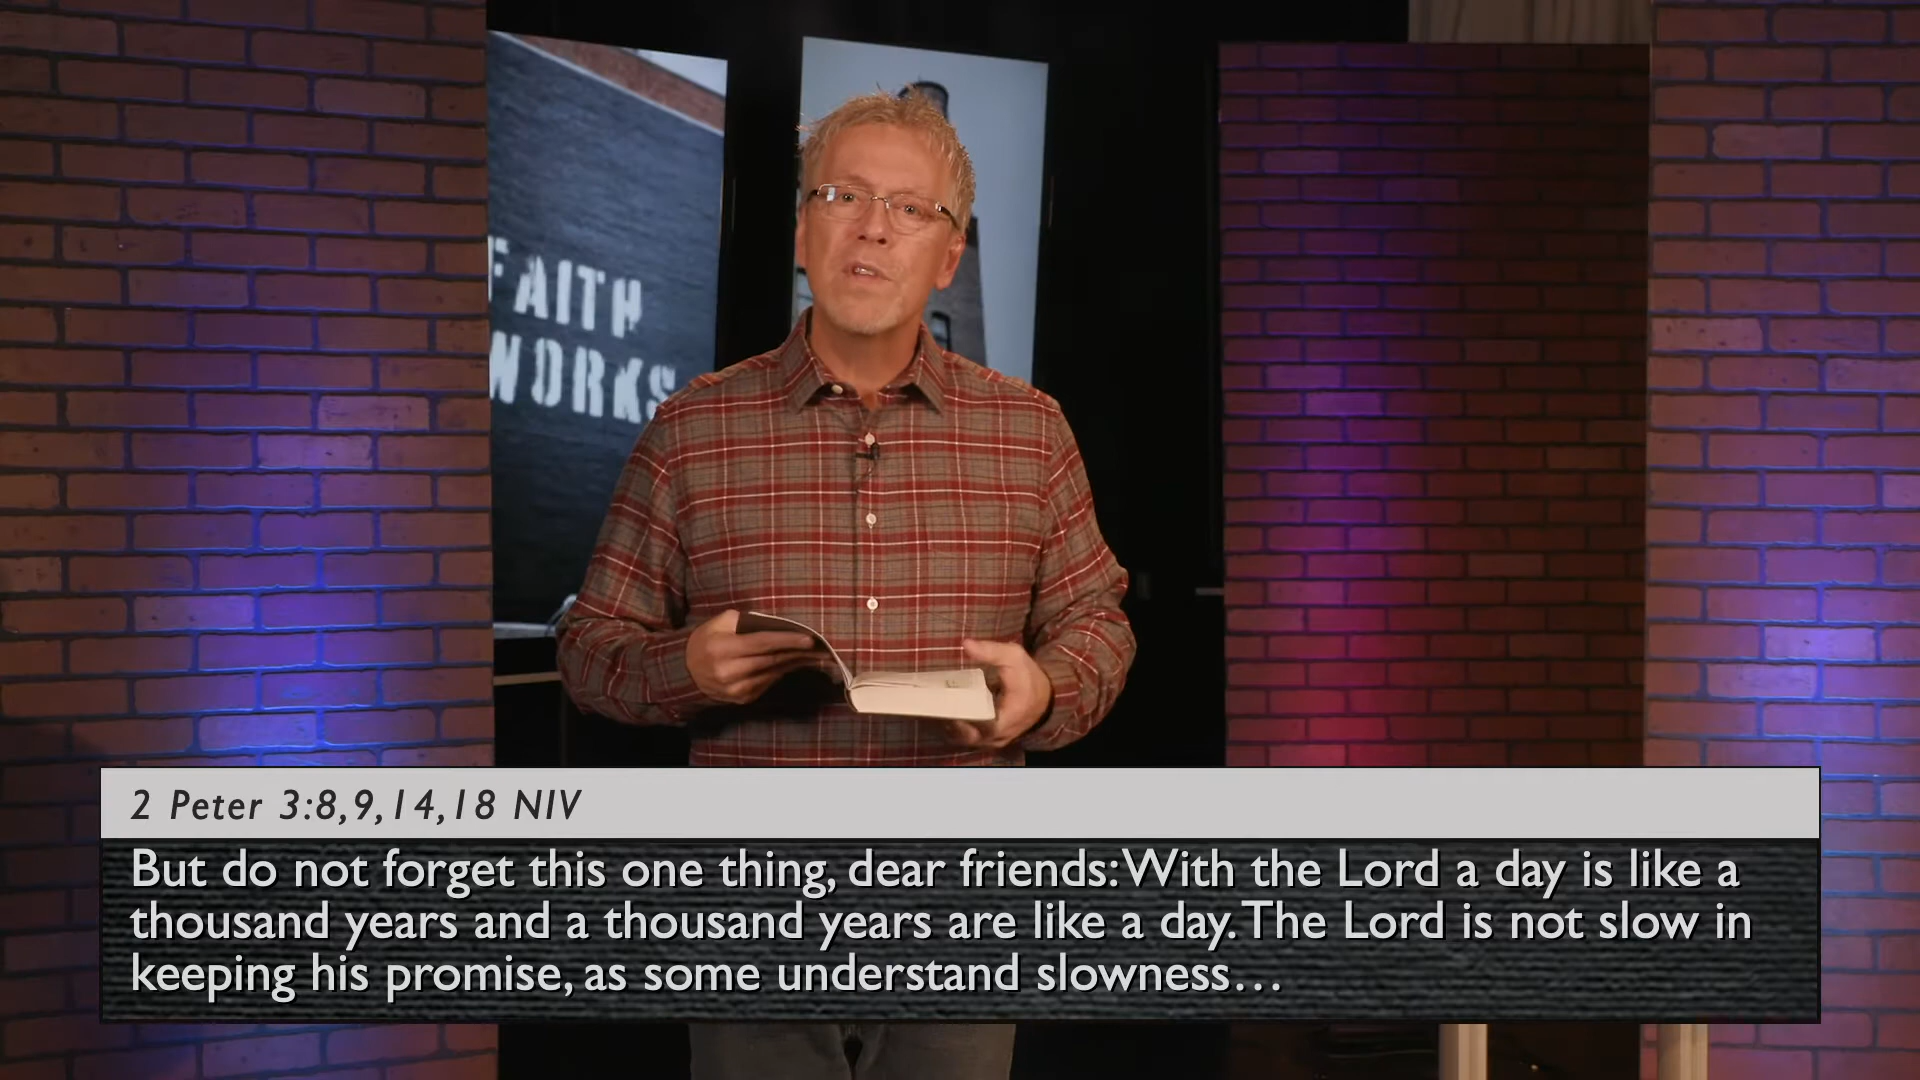 FAITH
WORKS
2 Peter 3:8,9,14,18 NIV
But do not forget this one thing, dear friends: With the Lord a day is like a
thousand years and a thousand years are like a day. The Lord is not slow in
keeping his promise, as some understand slowness…